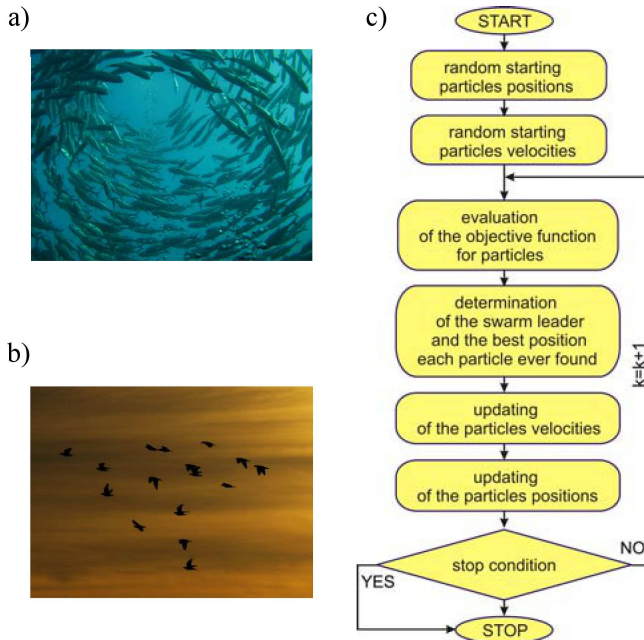 a)
b)
c)
START
random starting
particles positions
random starting
particles velocities
evaluation
of the objective function
for particles
determination
of the swarm leader
and the best position
each particle ever found
k=k+1
updating
of the particles velocities
updating
of the particles positions
stop condition
NO
YES
STOP